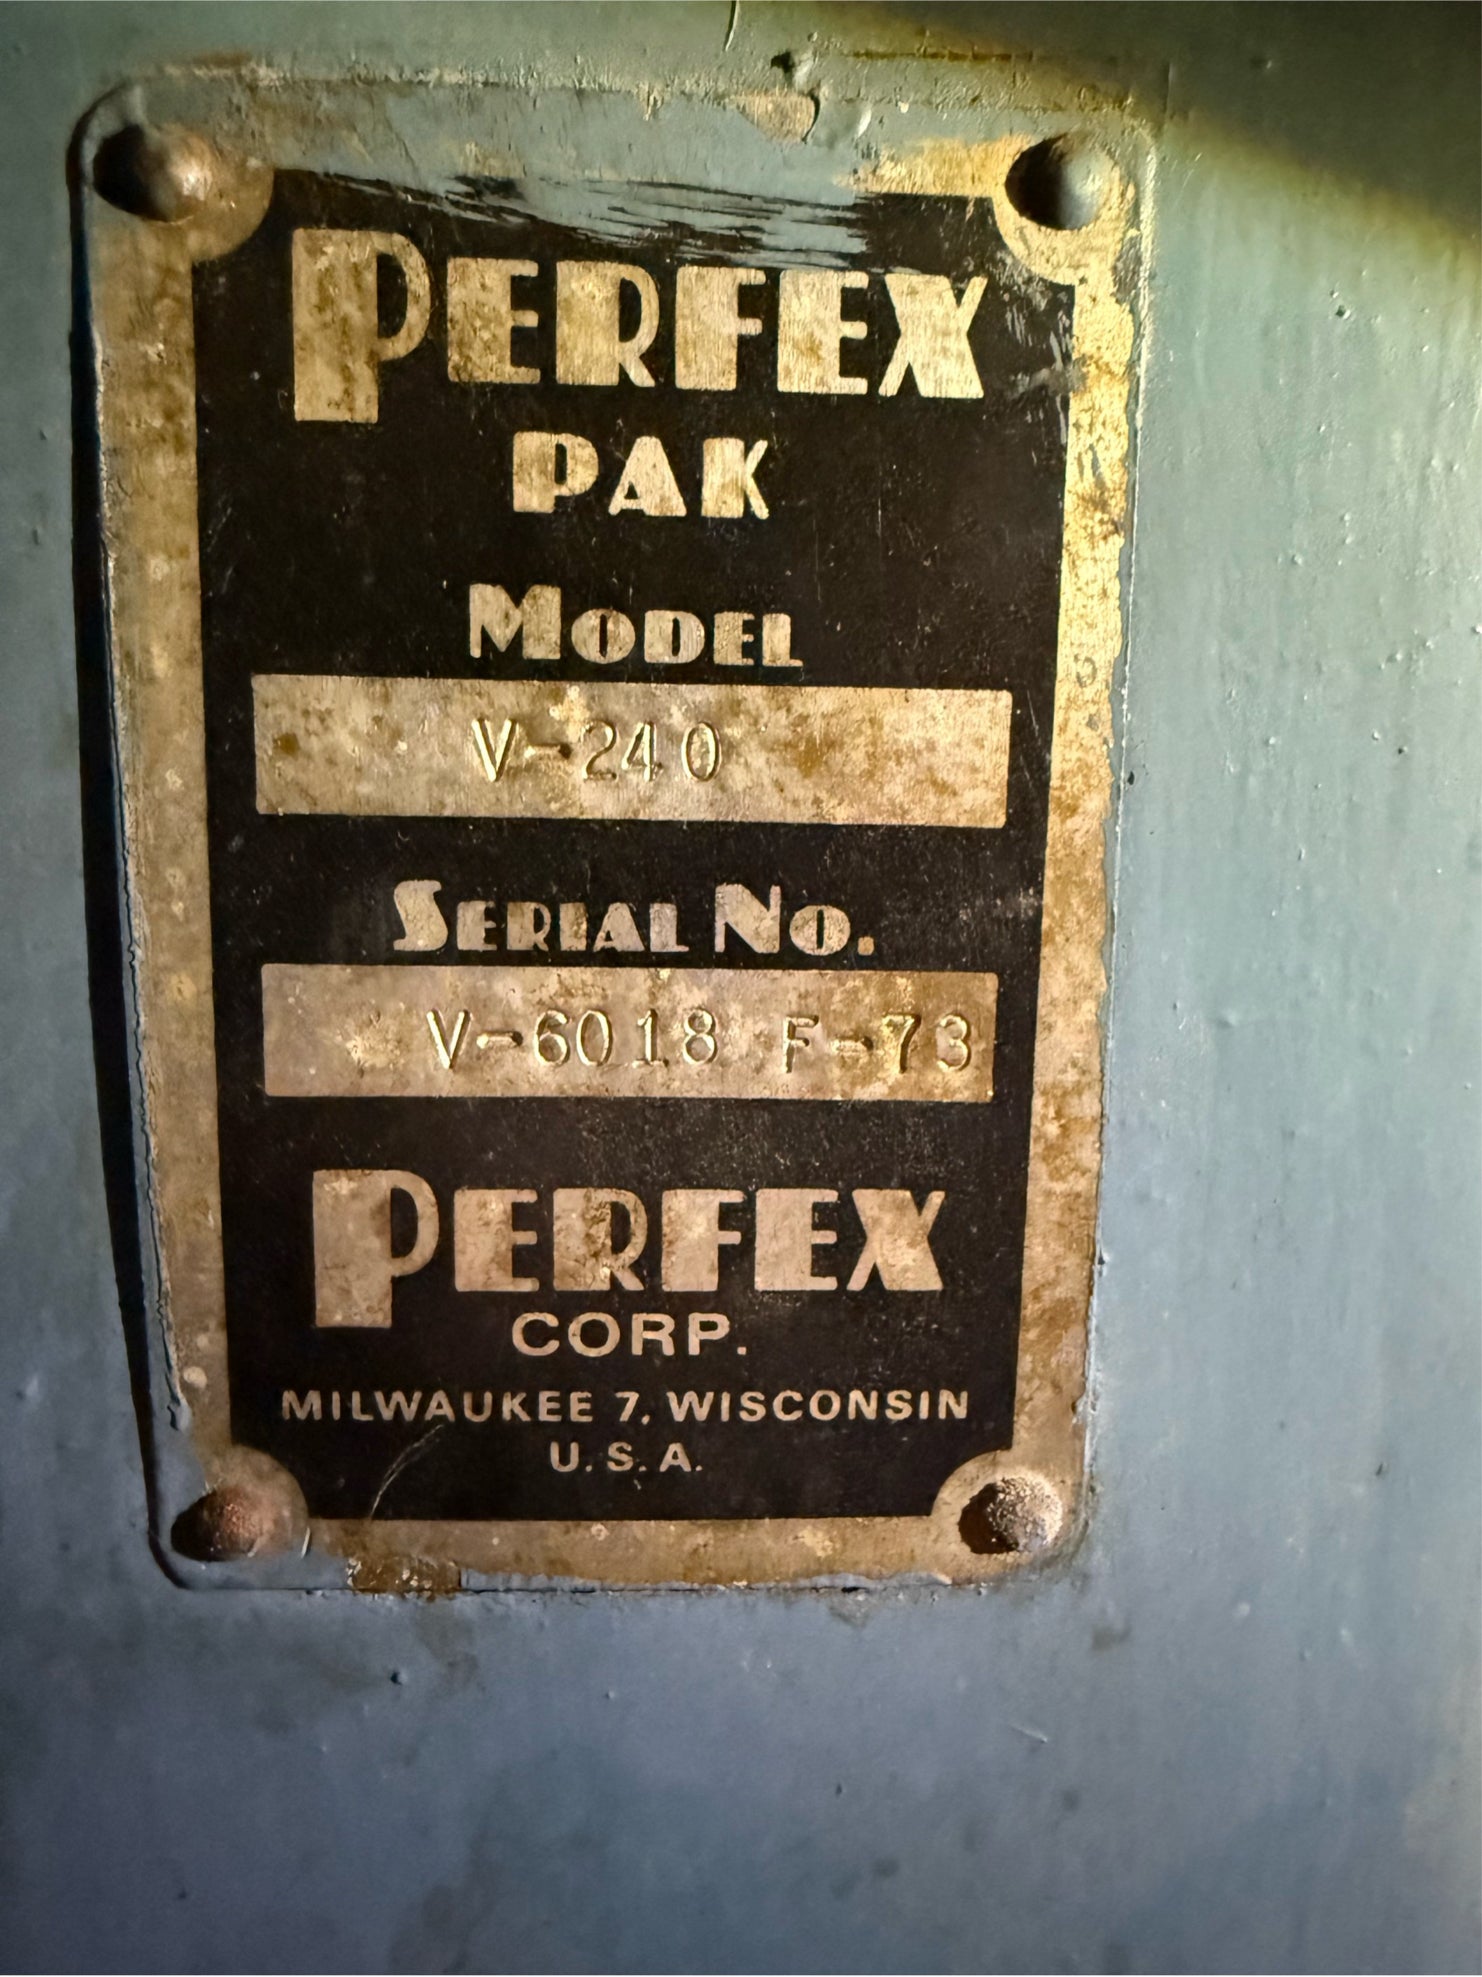 PERFEX
PAK
MODEL
V-240
SERIAL NO.
V-6018 F-73
PERFEX
CORP.
MILWAUKEE 7, WISCONSIN
U.S.A.